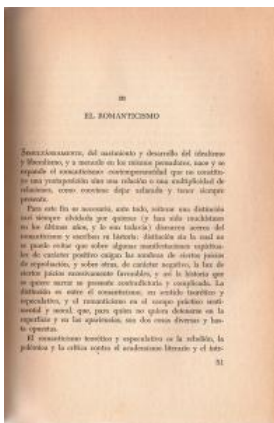 III
EL ROMANTICISMO
SIMULTÁNEAMENTE, del nacimiento y desarrollo del idealismo
y liberalismo, y a menudo en los mismos pensadores, nace y se
expande el romanticismo: contemporaneidad que no constitu-
ye una yuxtaposición sino una relación o una multiplicidad de
relaciones, como conviene dejar aclarado y tener siempre
presente.
Para este fin es necesario, ante todo, reiterar una distinción
casi siempre olvidada por quienes (y han sido muchísimos
en los últimos años, y lo son todavía) discurren acerca del
romanticismo y escriben su historia: distinción sin la cual no
se puede evitar que sobre algunas manifestaciones espiritua-
les de carácter positivo caigan las sombras de ciertos juicios
de reprobación, y sobre otras, de carácter negativo, la luz de
ciertos juicios excesivamente favorables, y así la historia que
se quiere narrar se presente contradictoria y complicada. La
distinción es entre el romanticismo, en sentido teorético y
especulativo, y el romanticismo en el campo práctico senti-
mental y moral, que, para quien no quiera detenerse en la
superficie y en las apariencias, son dos cosas diversas y has-
ta opuestas.
El romanticismo teorético y especulativo es la rebelión, la
polémica y la crítica contra el academismo literario y el inte-
51